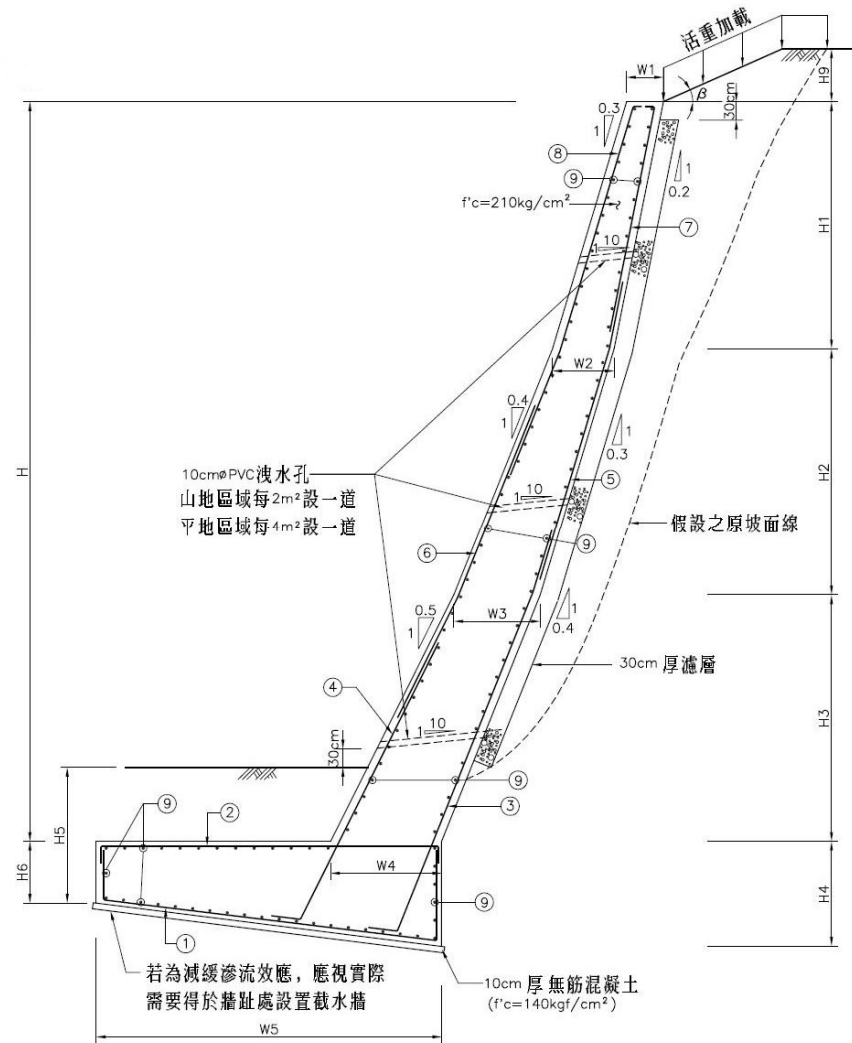 活重加載
W1
H9
β
30cm
0.3
1
⑧
⑨
1
0.2
f'c=210kg/cm²
⑦
10
1
H1
W2
0.4
1
1
0.3
H
10cmøPVC洩水孔
山地區域每2m²設一道
平地區域每4m²設一道
10
1
⑤
H2
⑥
⑨
假設之原坡面線
0.5
1
W3
1
0.4
30cm 厚濾層
④
10
1
30cm
H3
⑨
③
H5
⑨
②
H6
W4
⑨
H4
①
若為減緩滲流效應，應視實際
需要得於牆趾處設置截水牆
10cm 厚無筋混凝土
(f'c=140kgf/cm²)
W5